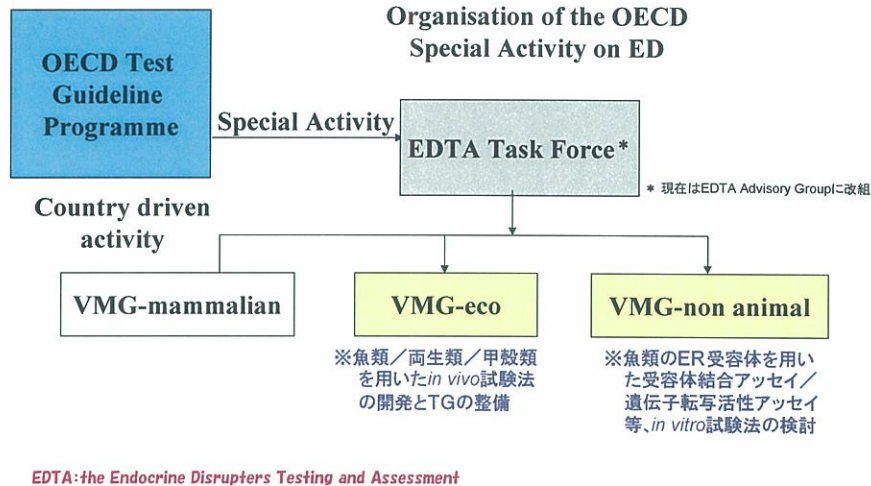 Organisation of the OECD
Special Activity on ED
OECD Test
Guideline
Programme
Special Activity
EDTA Task Force*
* 現在はEDTA Advisory Groupに改組
Country driven
activity
VMG-mammalian
VMG-eco
VMG-non animal
※魚類／両生類／甲殻類
を用いたin vivo試験法
の開発とTGの整備
※魚類のER受容体を用い
た受容体結合アッセイ／
遺伝子転写活性アッセイ
等、in vitro試験法の検討
EDTA:the Endocrine Disrupters Testing and Assessment